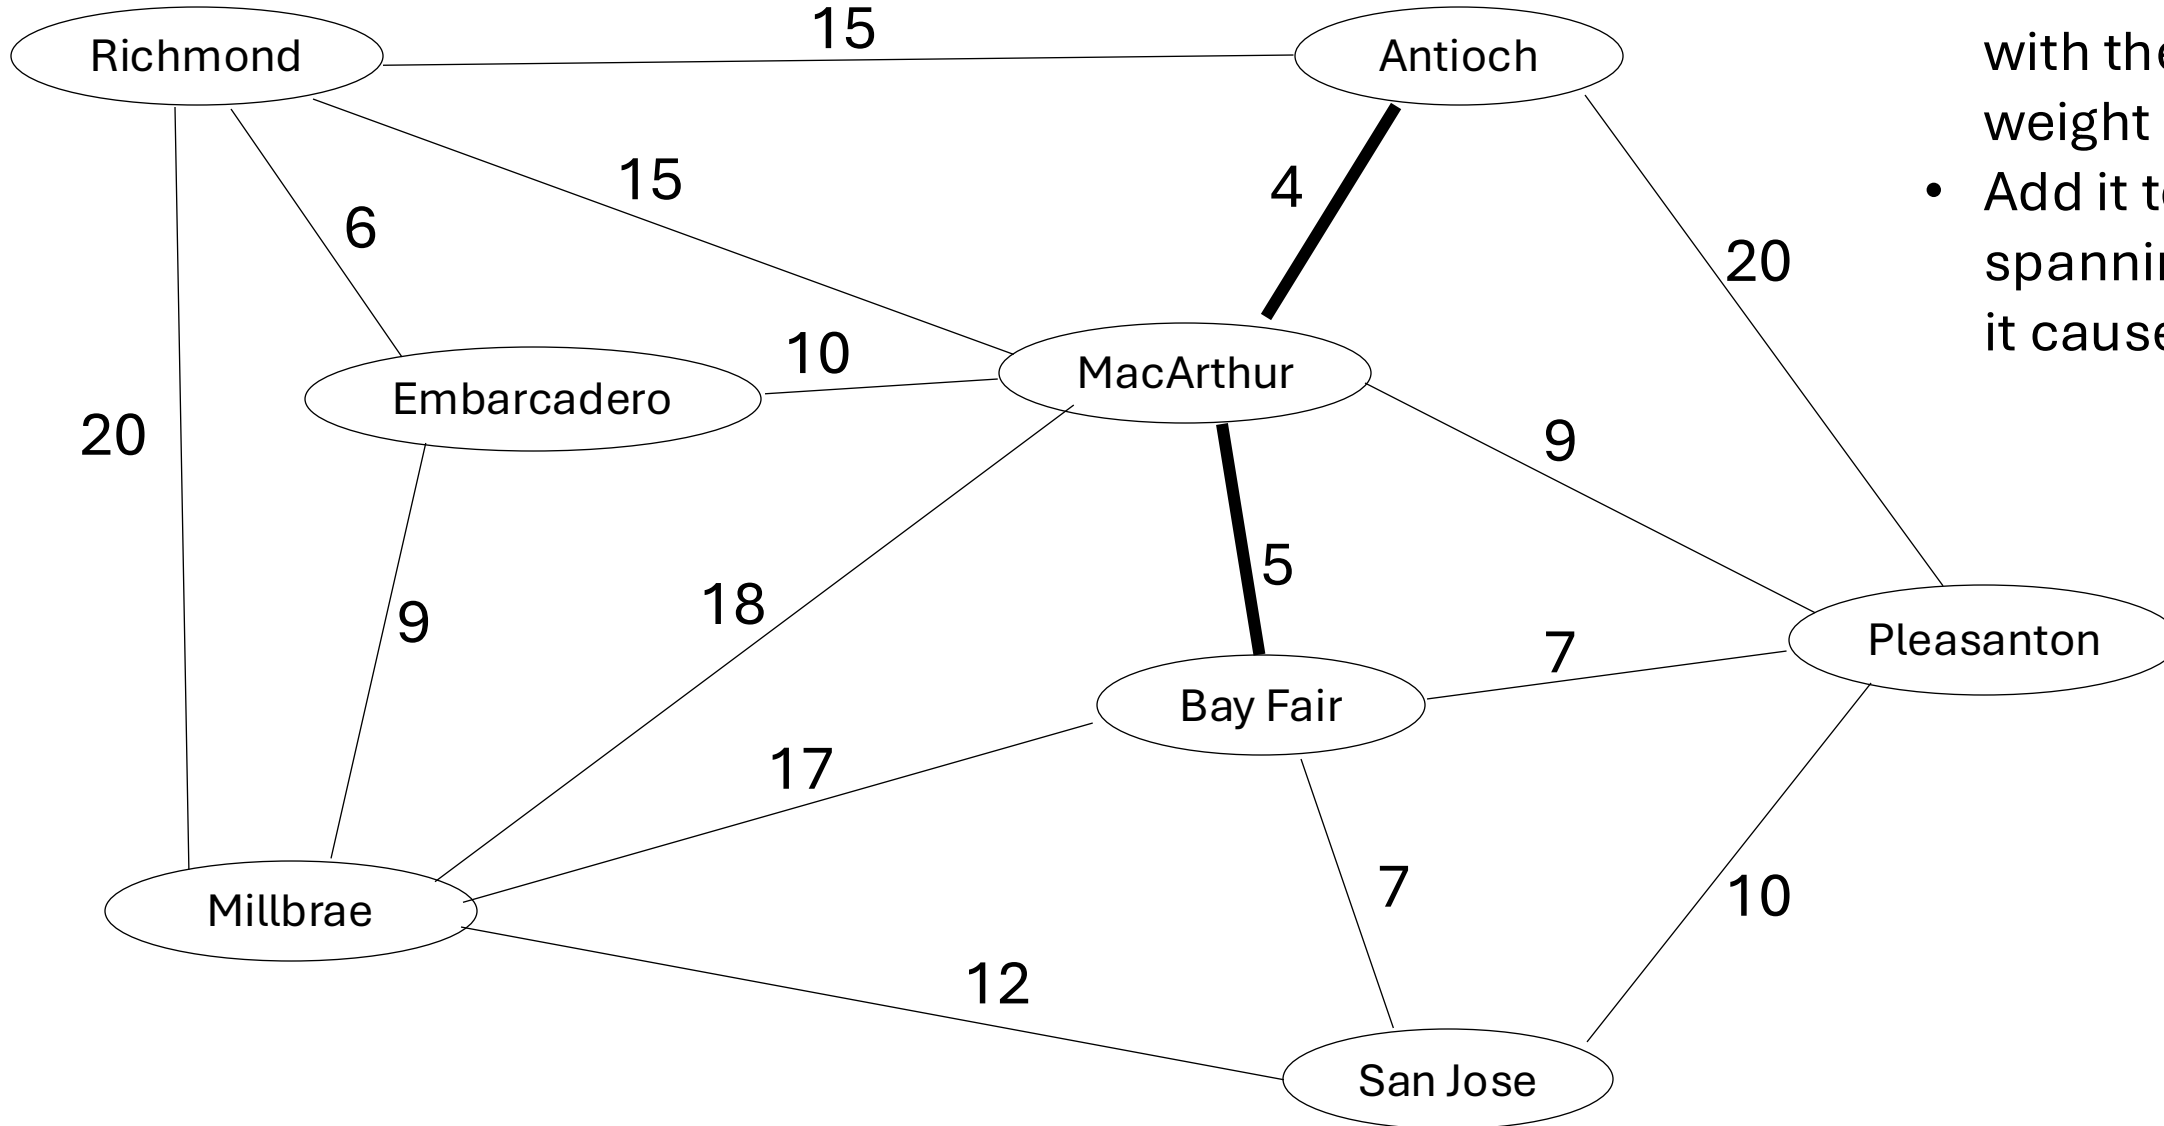 15
Richmond
Antioch
with the
weight
15
4
• Add it to
6
20
spanni
it cause
10
MacArthur
Embarcadero
20
9
5
18
9
7
Pleasanton
Bay Fair
17
7
10
Millbrae
12
San Jose